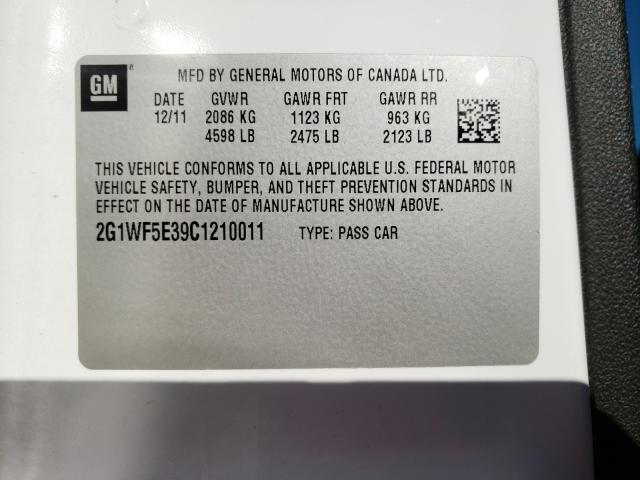 GM ®
MFD BY GENERAL MOTORS OF CANADA LTD.
DATE GVWR GAWR FRT GAWR RR
12/11 2086 KG 1123 KG 963 KG
4598 LB 2475 LB 2123 LB
THIS VEHICLE CONFORMS TO ALL APPLICABLE U.S. FEDERAL MOTOR
VEHICLE SAFETY, BUMPER, AND THEFT PREVENTION STANDARDS IN
EFFECT ON THE DATE OF MANUFACTURE SHOWN ABOVE.
2G1WF5E39C1210011 TYPE: PASS CAR